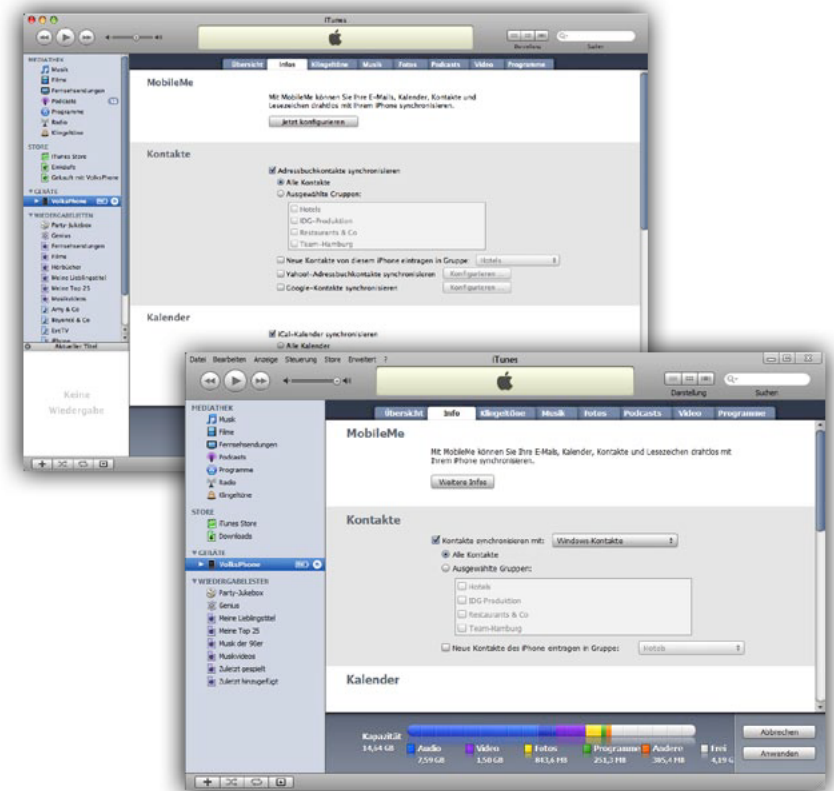 iTunes
Suchen
MEDIATHEK
Musik
Filme
Fernsehsendungen
Podcasts
Programme
Radio
Klingeltöne
STORE
iTunes Store
Einkäufe
Gekauft mit VolksPhone
GERÄTE
VolksPhone
WIEDERGABELISTEN
Party-Jukebox
Genius
Fernsehsendungen
Filme
Hörbücher
Meine Lieblingstitel
Meine Top 25
Musikvideos
Amy & Co
EyeTV
iPhone
Aktueller Titel
Keine
Wiedergabe
Übersicht Infos Klingeltöne Musik Fotos Podcasts Video Programme
MobileMe
Mit MobileMe können Sie Ihre E-Mails, Kalender, Kontakte und
Lesezeichen drahtlos mit Ihrem iPhone synchronisieren.
Jetzt konfigurieren
Kontakte
Adressbuchkontakte synchronisieren
Alle Kontakte
Ausgewählte Gruppen:
Hotels
IDG-Produktion
Restaurants & Co
Team-Hamburg
Neue Kontakte von diesem iPhone eintragen in Gruppe: Hotels
Yahoo!-Adressbuchkontakte synchronisieren Konfigurieren ...
Google-Kontakte synchronisieren Konfigurieren ...
Kalender
iCal-Kalender synchronisieren
Alle Kalender
Datei Bearbeiten Anzeige Steuerung Store Erweitert ? iTunes
Darstellung Suchen
MEDIATHEK
Musik
Filme
Fernsehsendungen
Podcasts
Programme
Radio
Klingeltöne
STORE
iTunes Store
Downloads
GERÄTE
VolksPhone
WIEDERGABELISTEN
Party-Jukebox
Genius
Meine Lieblingstitel
Meine Top 25
Musik der 90er
Musikvideos
Zuletzt gespielt
Zuletzt hinzugefügt
Übersicht Info Klingeltöne Musik Fotos Podcasts Video Programme
MobileMe
Mit MobileMe können Sie Ihre E-Mails, Kalender, Kontakte und Lesezeichen drahtlos mit
Ihrem iPhone synchronisieren.
Weitere Infos
Kontakte
Kontakte synchronisieren mit: Windows-Kontakte
Alle Kontakte
Ausgewählte Gruppen:
Hotels
IDG Produktion
Restaurants & Co
Team-Hamburg
Neue Kontakte des iPhone eintragen in Gruppe: Hotels
Kalender
Kapazität
14,64 GB
Audio
2,59 GB
Video
1,50 GB
Fotos
843,6 MB
Programme
251,3 MB
Andere
305,4 MB
Frei
4,19 G
Abbrechen
Anwenden